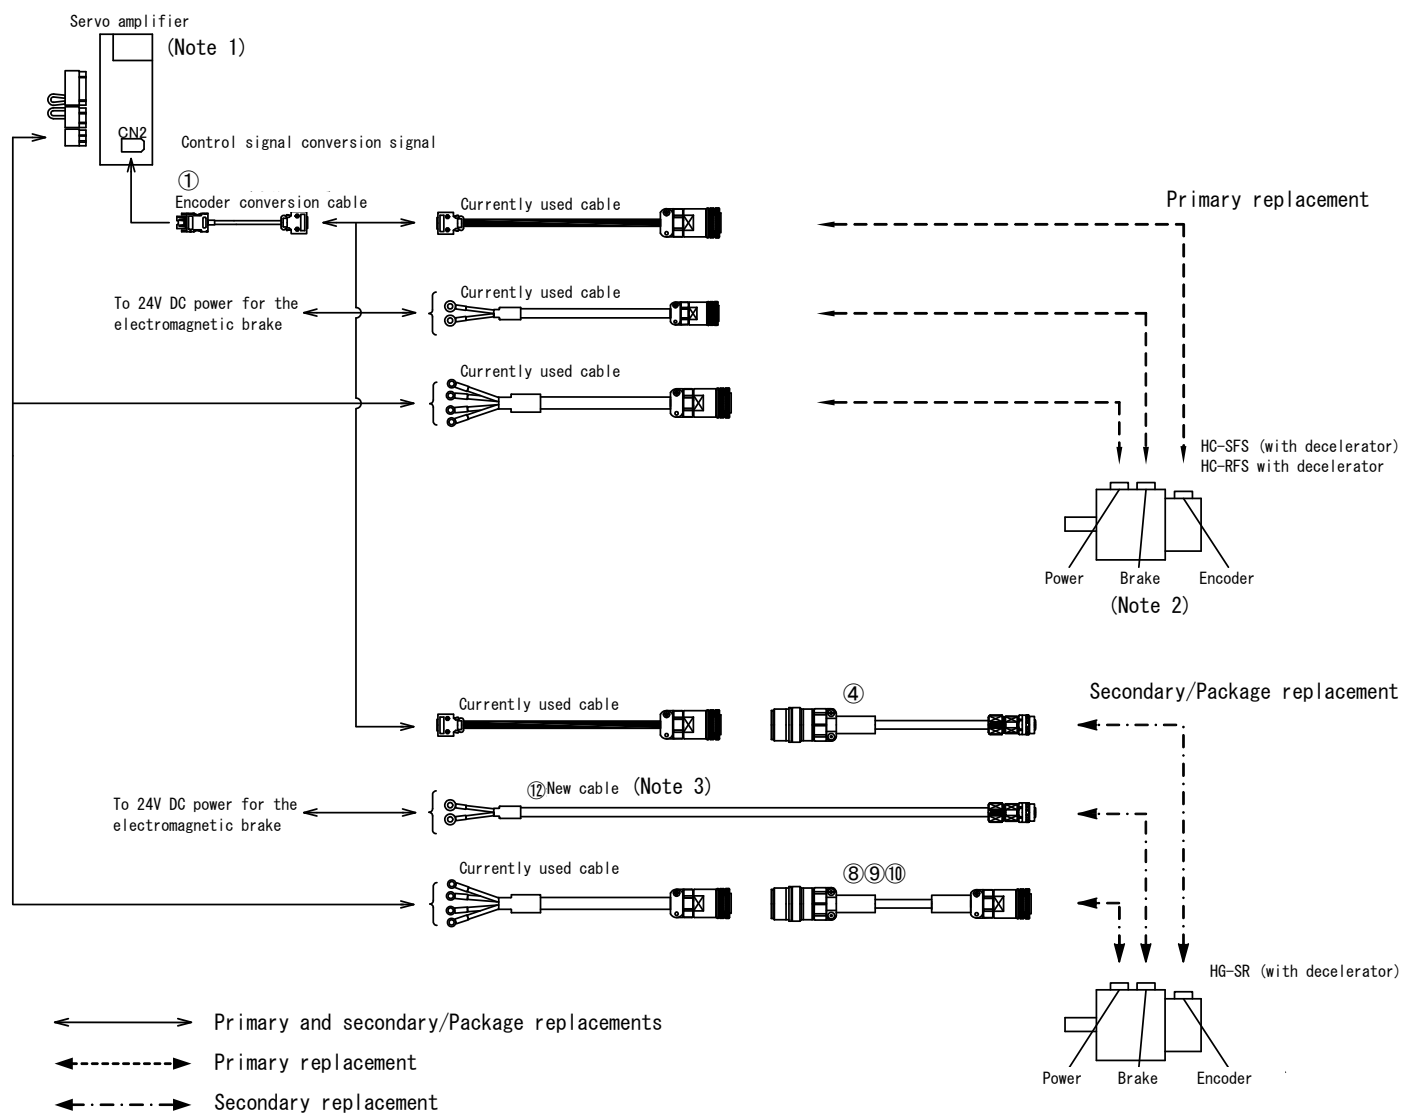 Servo amplifier
(Note 1)
CN2
Control signal conversion signal
①
Encoder conversion cable
Currently used cable
Primary replacement
To 24V DC power for the
electromagnetic brake
Currently used cable
Currently used cable
HC-SFS (with decelerator)
HC-RFS with decelerator
Power Brake Encoder
(Note 2)
Secondary/Package replacement
Currently used cable
④
To 24V DC power for the
electromagnetic brake
⑫New cable (Note 3)
Currently used cable
⑧⑨⑩
HG-SR (with decelerator)
Power Brake Encoder
Primary and secondary/Package replacements
Primary replacement
Secondary replacement